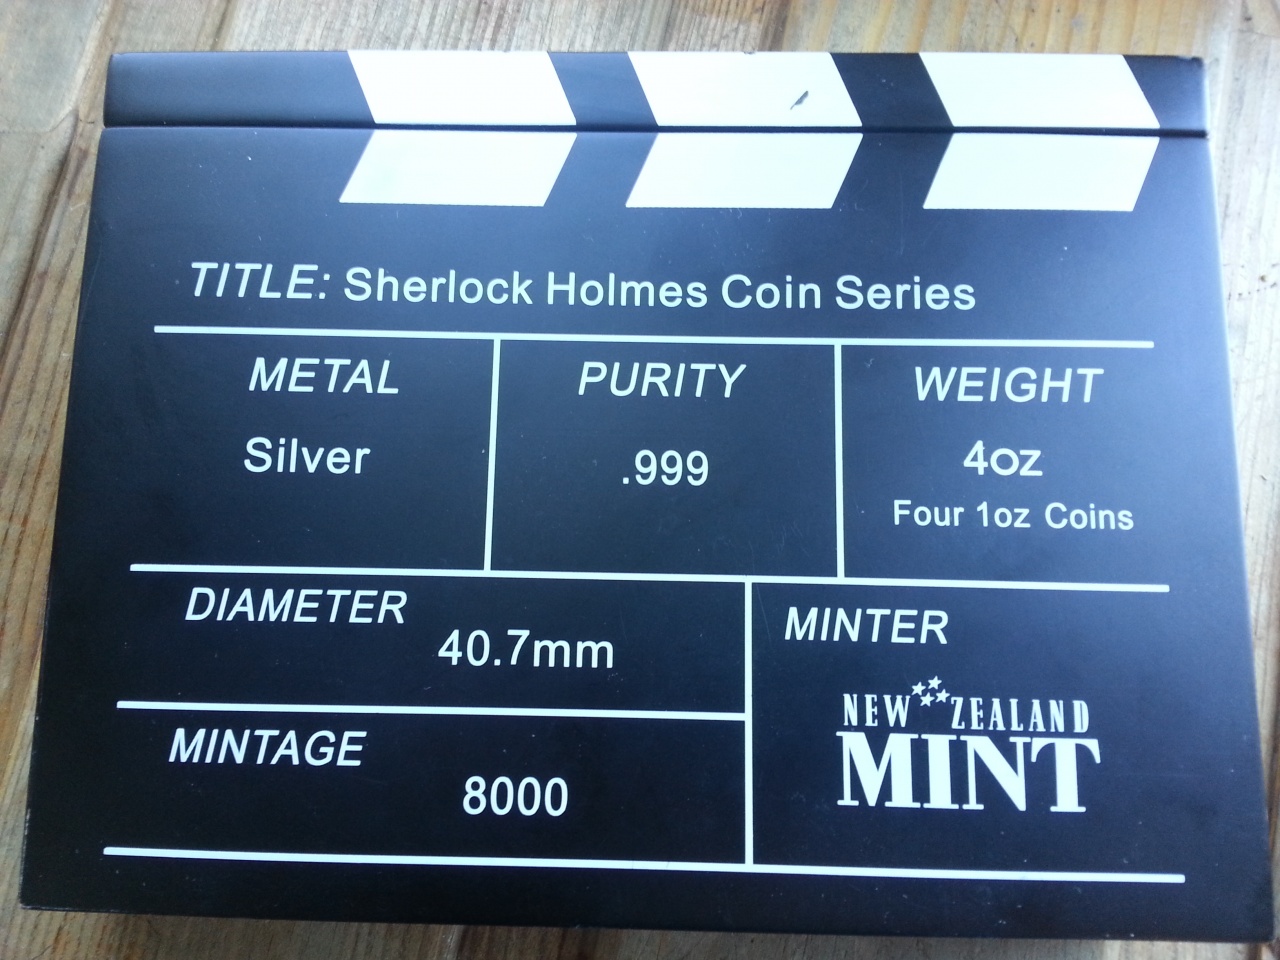 TITLE: Sherlock Holmes Coin Series
METAL
Silver
PURITY
.999
WEIGHT
4oz
Four 1oz Coins
DIAMETER
40.7mm
MINTAGE
8000
MINTER
NEW ZEALAND
MINT